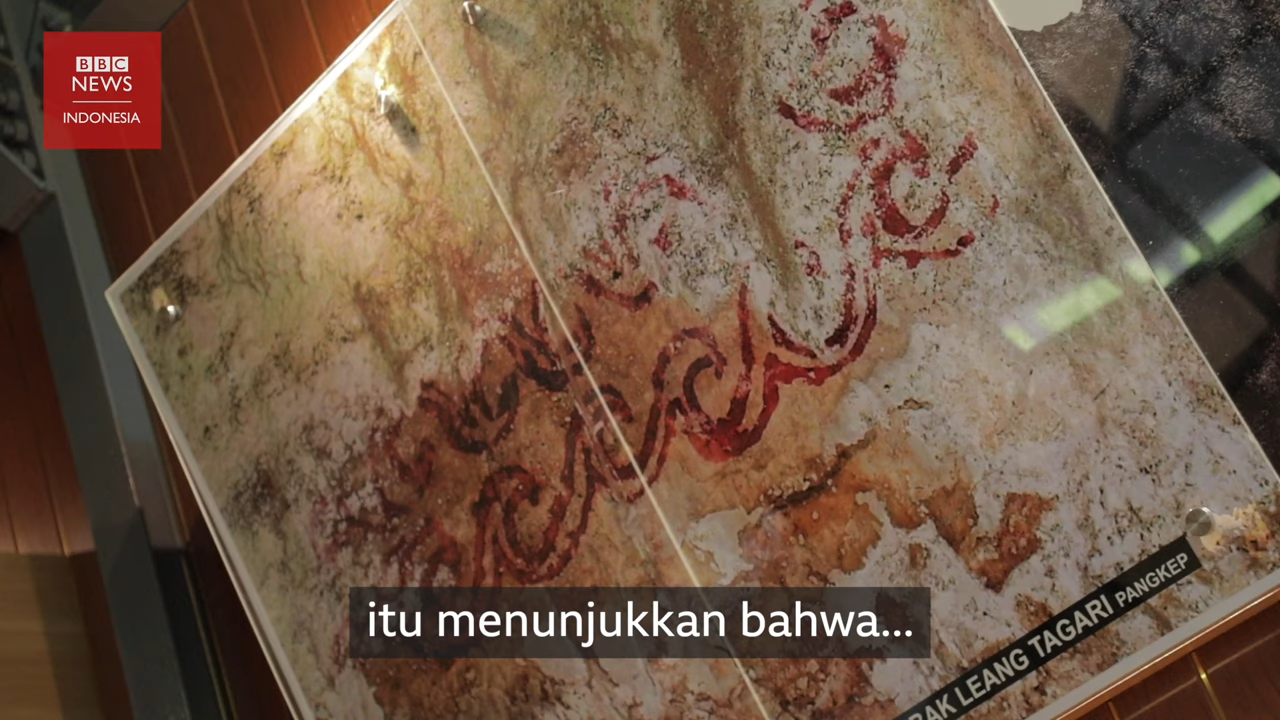 BBC
NEWS
INDONESIA
itu menunjukkan bahwa...
LEANG TAGARI PANGKEP